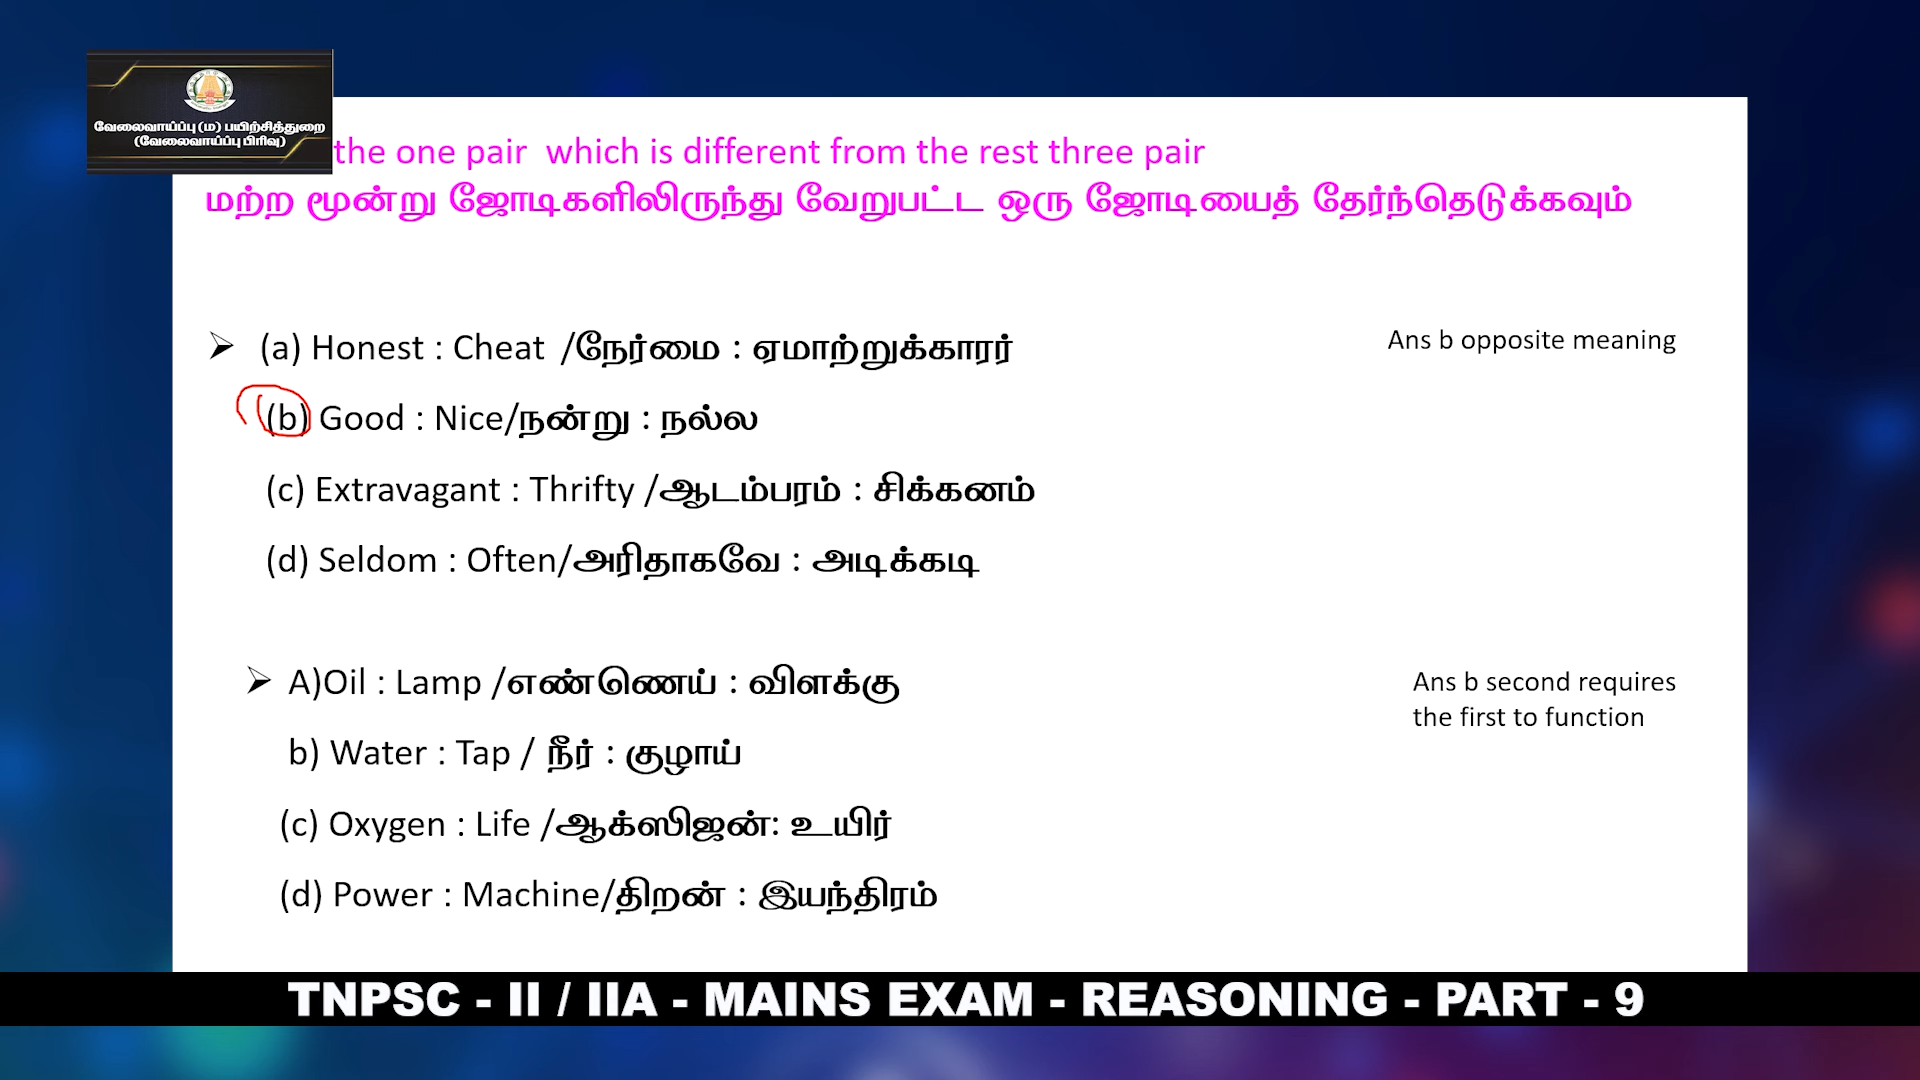 வேலைவாய்ப்பு (ம) பயிற்சித்துறை
(வேலைவாய்ப்பு பிரிவு)
the one pair which is different from the rest three pair
மற்ற மூன்று ஜோடிகளிலிருந்து வேறுபட்ட ஒரு ஜோடியைத் தேர்ந்தெடுக்கவும்
➢ (a) Honest : Cheat /நேர்மை : ஏமாற்றுக்காரர்
Ans b opposite meaning
(b) Good : Nice/நன்று : நல்ல
(c) Extravagant : Thrifty /ஆடம்பரம் : சிக்கனம்
(d) Seldom : Often/அரிதாகவே : அடிக்கடி
➢ A)Oil : Lamp /எண்ணெய் : விளக்கு
Ans b second requires
the first to function
b) Water : Tap / நீர் : குழாய்
(c) Oxygen : Life /ஆக்ஸிஜன்: உயிர்
(d) Power : Machine/திறன் : இயந்திரம்
TNPSC - II / IIA - MAINS EXAM - REASONING - PART - 9